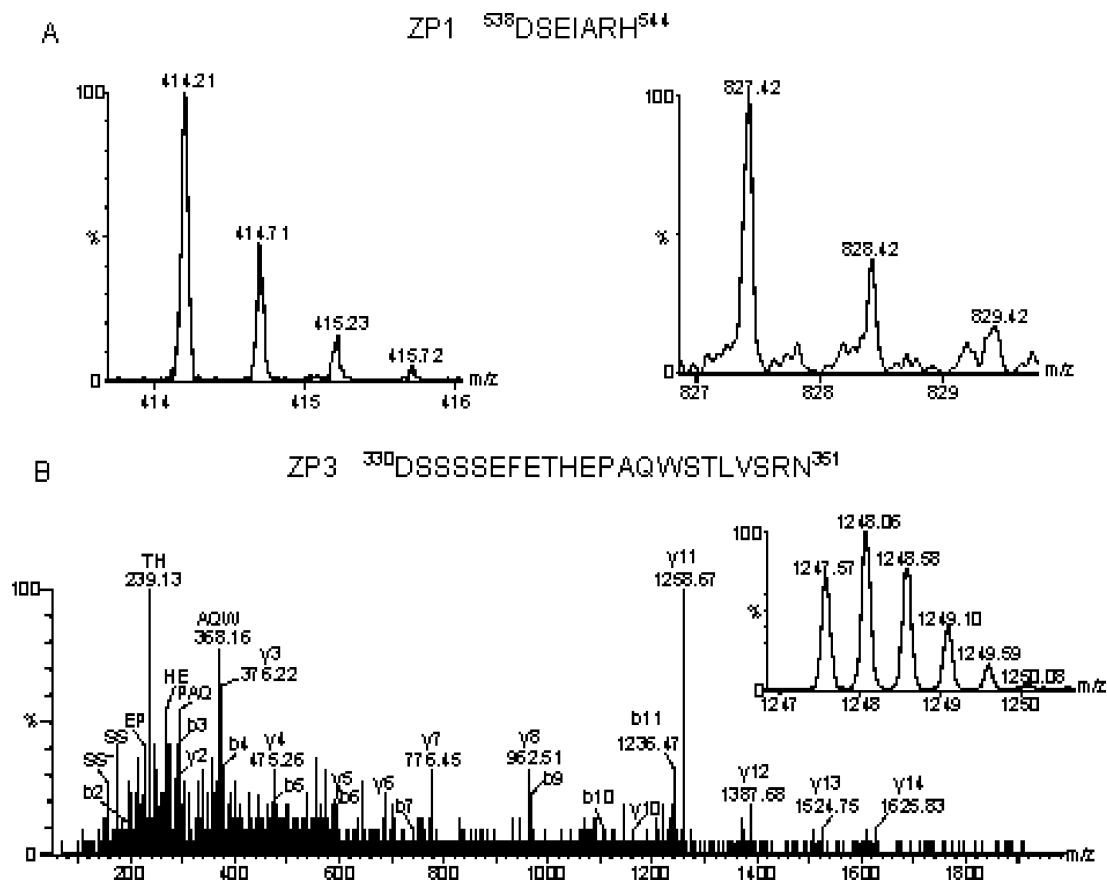 A
ZP1 ⁵³⁸DSEIARH⁵⁴⁴
414.21
100
414.71
%
415.23
415.72
0
m/z
414
415
416
827.42
100
%
828.42
829.42
0
m/z
827
828
829
B
ZP3 ³³⁰DSSSSEFETHEPAQWSTLVSRN³⁵¹
TH
239.13
100
AQW
368.16
y3
376.22
HE
PAQ
EP
b3
SS
SS-
b2
y2
b4
y4
475.26
b5
y5
b6
y6
b7
y7
776.45
y8
962.51
b9
b10
y10
b11
1236.47
y11
1258.67
y12
1387.68
y13
1524.75
y14
1625.83
%
0
m/z
200
400
600
800
1000
1200
1400
1600
1800
100
1247.57
1248.06
1248.58
1249.10
1249.59
1250.08
%
0
m/z
1247
1248
1249
1250